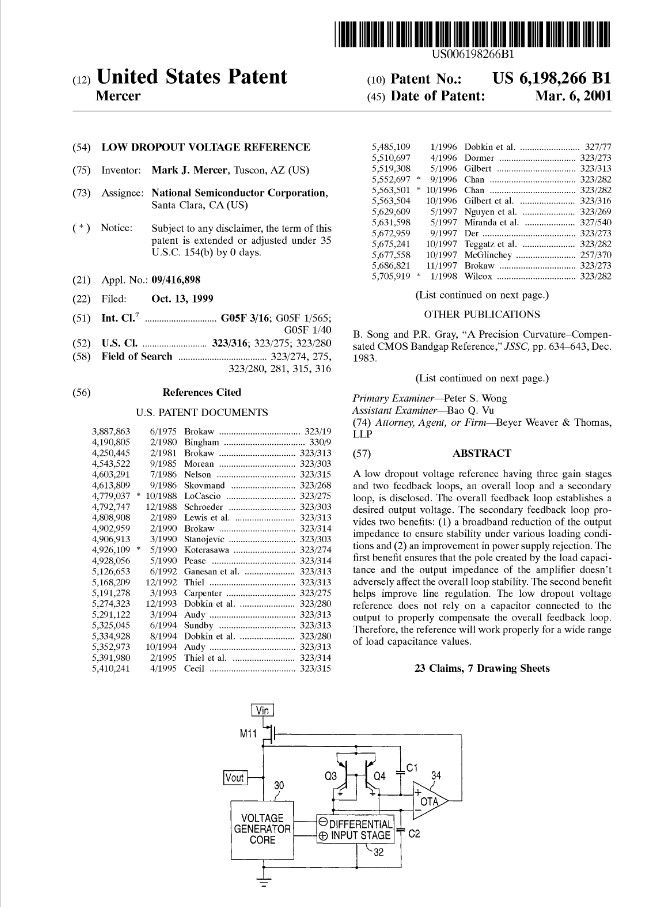 US006198266B1
(12) United States Patent
Mercer
(10) Patent No.: US 6,198,266 B1
(45) Date of Patent: Mar. 6, 2001
(54) LOW DROPOUT VOLTAGE REFERENCE
(75) Inventor: Mark J. Mercer, Tuscon, AZ (US)
(73) Assignee: National Semiconductor Corporation,
Santa Clara, CA (US)
( * ) Notice: Subject to any disclaimer, the term of this
patent is extended or adjusted under 35
U.S.C. 154(b) by 0 days.
(21) Appl. No.: 09/416,898
(22) Filed: Oct. 13, 1999
(51) Int. Cl.7 ............................ G05F 3/16; G05F 1/565;
G05F 1/40
(52) U.S. Cl. ......................... 323/316; 323/275; 323/280
(58) Field of Search ................................... 323/274, 275,
323/280, 281, 315, 316
(56) References Cited
U.S. PATENT DOCUMENTS
3,887,863 6/1975 Brokaw ............................... 323/19
4,190,805 2/1980 Bingham ............................... 330/9
4,250,445 2/1981 Brokaw ............................... 323/313
4,543,522 9/1985 Morean ............................... 323/303
4,603,291 7/1986 Nelson ............................... 323/315
4,613,809 9/1986 Skovmand ........................... 323/268
4,779,037 * 10/1988 LoCascio ........................... 323/275
4,792,747 12/1988 Schroeder ........................... 323/303
4,808,908 2/1989 Lewis et al. ....................... 323/313
4,902,959 2/1990 Brokaw ............................... 323/314
4,906,913 3/1990 Stanojevic ........................... 323/303
4,926,109 * 5/1990 Koterasawa ....................... 323/274
4,928,056 5/1990 Pease ................................. 323/314
5,126,653 6/1992 Ganesan et al. ................... 323/313
5,168,209 12/1992 Thiel ................................. 323/313
5,191,278 3/1993 Carpenter ........................... 323/275
5,274,323 12/1993 Dobkin et al. ..................... 323/280
5,291,122 3/1994 Audy ................................. 323/313
5,325,045 6/1994 Sundby ............................... 323/313
5,334,928 8/1994 Dobkin et al. ..................... 323/280
5,352,973 10/1994 Audy ................................. 323/313
5,391,980 2/1995 Thiel et al. ......................... 323/314
5,410,241 4/1995 Cecil ................................. 323/315
5,485,109 1/1996 Dobkin et al. ......................... 327/77
5,510,697 4/1996 Dormer ............................... 323/273
5,519,308 5/1996 Gilbert ............................... 323/313
5,552,697 * 9/1996 Chan ................................. 323/282
5,563,501 * 10/1996 Chan ................................. 323/282
5,563,504 10/1996 Gilbert et al. ..................... 323/316
5,629,609 5/1997 Nguyen et al. ..................... 323/269
5,631,598 5/1997 Miranda et al. ................... 327/540
5,672,959 9/1997 Der ................................... 323/273
5,675,241 10/1997 Teggatz et al. ..................... 323/282
5,677,558 10/1997 McGlinchey ....................... 257/370
5,686,821 11/1997 Brokaw ............................... 323/273
5,705,919 * 1/1998 Wilcox ............................... 323/282
(List continued on next page.)
OTHER PUBLICATIONS
B. Song and P.R. Gray, "A Precision Curvature–Compen-
sated CMOS Bandgap Reference," JSSC, pp. 634–643, Dec.
1983.
(List continued on next page.)
Primary Examiner—Peter S. Wong
Assistant Examiner—Bao Q. Vu
(74) Attorney, Agent, or Firm—Beyer Weaver & Thomas,
LLP
(57) ABSTRACT
A low dropout voltage reference having three gain stages
and two feedback loops, an overall loop and a secondary
loop, is disclosed. The overall feedback loop establishes a
desired output voltage. The secondary feedback loop pro-
vides two benefits: (1) a broadband reduction of the output
impedance to ensure stability under various loading condi-
tions and (2) an improvement in power supply rejection. The
first benefit ensures that the pole created by the load capaci-
tance and the output impedance of the amplifier doesn't
adversely affect the overall loop stability. The second benefit
helps improve line regulation. The low dropout voltage
reference does not rely on a capacitor connected to the
output to properly compensate the overall feedback loop.
Therefore, the reference will work properly for a wide range
of load capacitance values.
23 Claims, 7 Drawing Sheets
Vin
M11
C1
Q3
Q4
34
Vout
30
+
OTA
−
VOLTAGE
GENERATOR
CORE
− DIFFERENTIAL
+ INPUT STAGE
C2
32